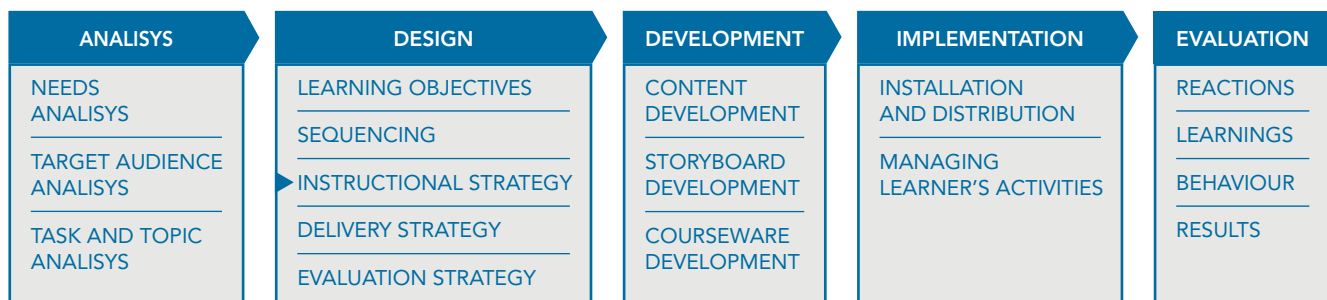 ANALISYS
NEEDS
ANALISYS
TARGET AUDIENCE
ANALISYS
TASK AND TOPIC
ANALISYS
DESIGN
LEARNING OBJECTIVES
SEQUENCING
INSTRUCTIONAL STRATEGY
DELIVERY STRATEGY
EVALUATION STRATEGY
DEVELOPMENT
CONTENT
DEVELOPMENT
STORYBOARD
DEVELOPMENT
COURSEWARE
DEVELOPMENT
IMPLEMENTATION
INSTALLATION
AND DISTRIBUTION
MANAGING
LEARNER'S ACTIVITIES
EVALUATION
REACTIONS
LEARNINGS
BEHAVIOUR
RESULTS